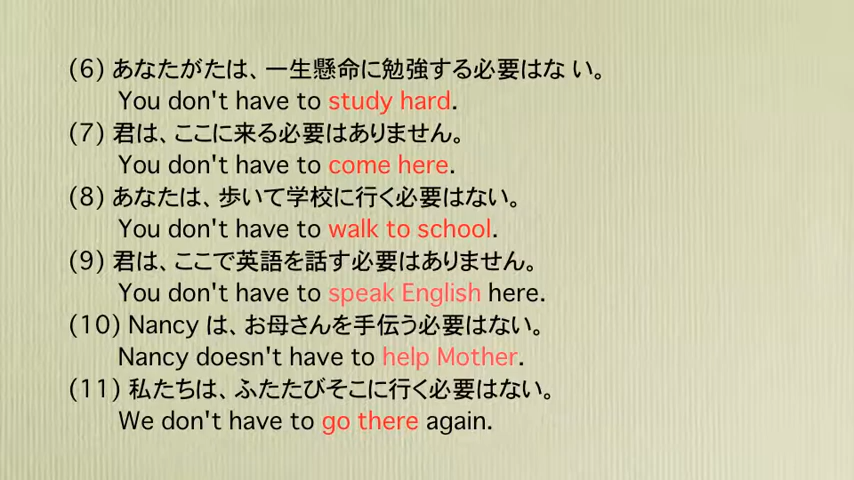 (6) あなたがたは、一生懸命に勉強する必要はな い。
You don't have to study hard.
(7) 君は、ここに来る必要はありません。
You don't have to come here.
(8) あなたは、歩いて学校に行く必要はない。
You don't have to walk to school.
(9) 君は、ここで英語を話す必要はありません。
You don't have to speak English here.
(10) Nancy は、お母さんを手伝う必要はない。
Nancy doesn't have to help Mother.
(11) 私たちは、ふたたびそこに行く必要はない。
We don't have to go there again.